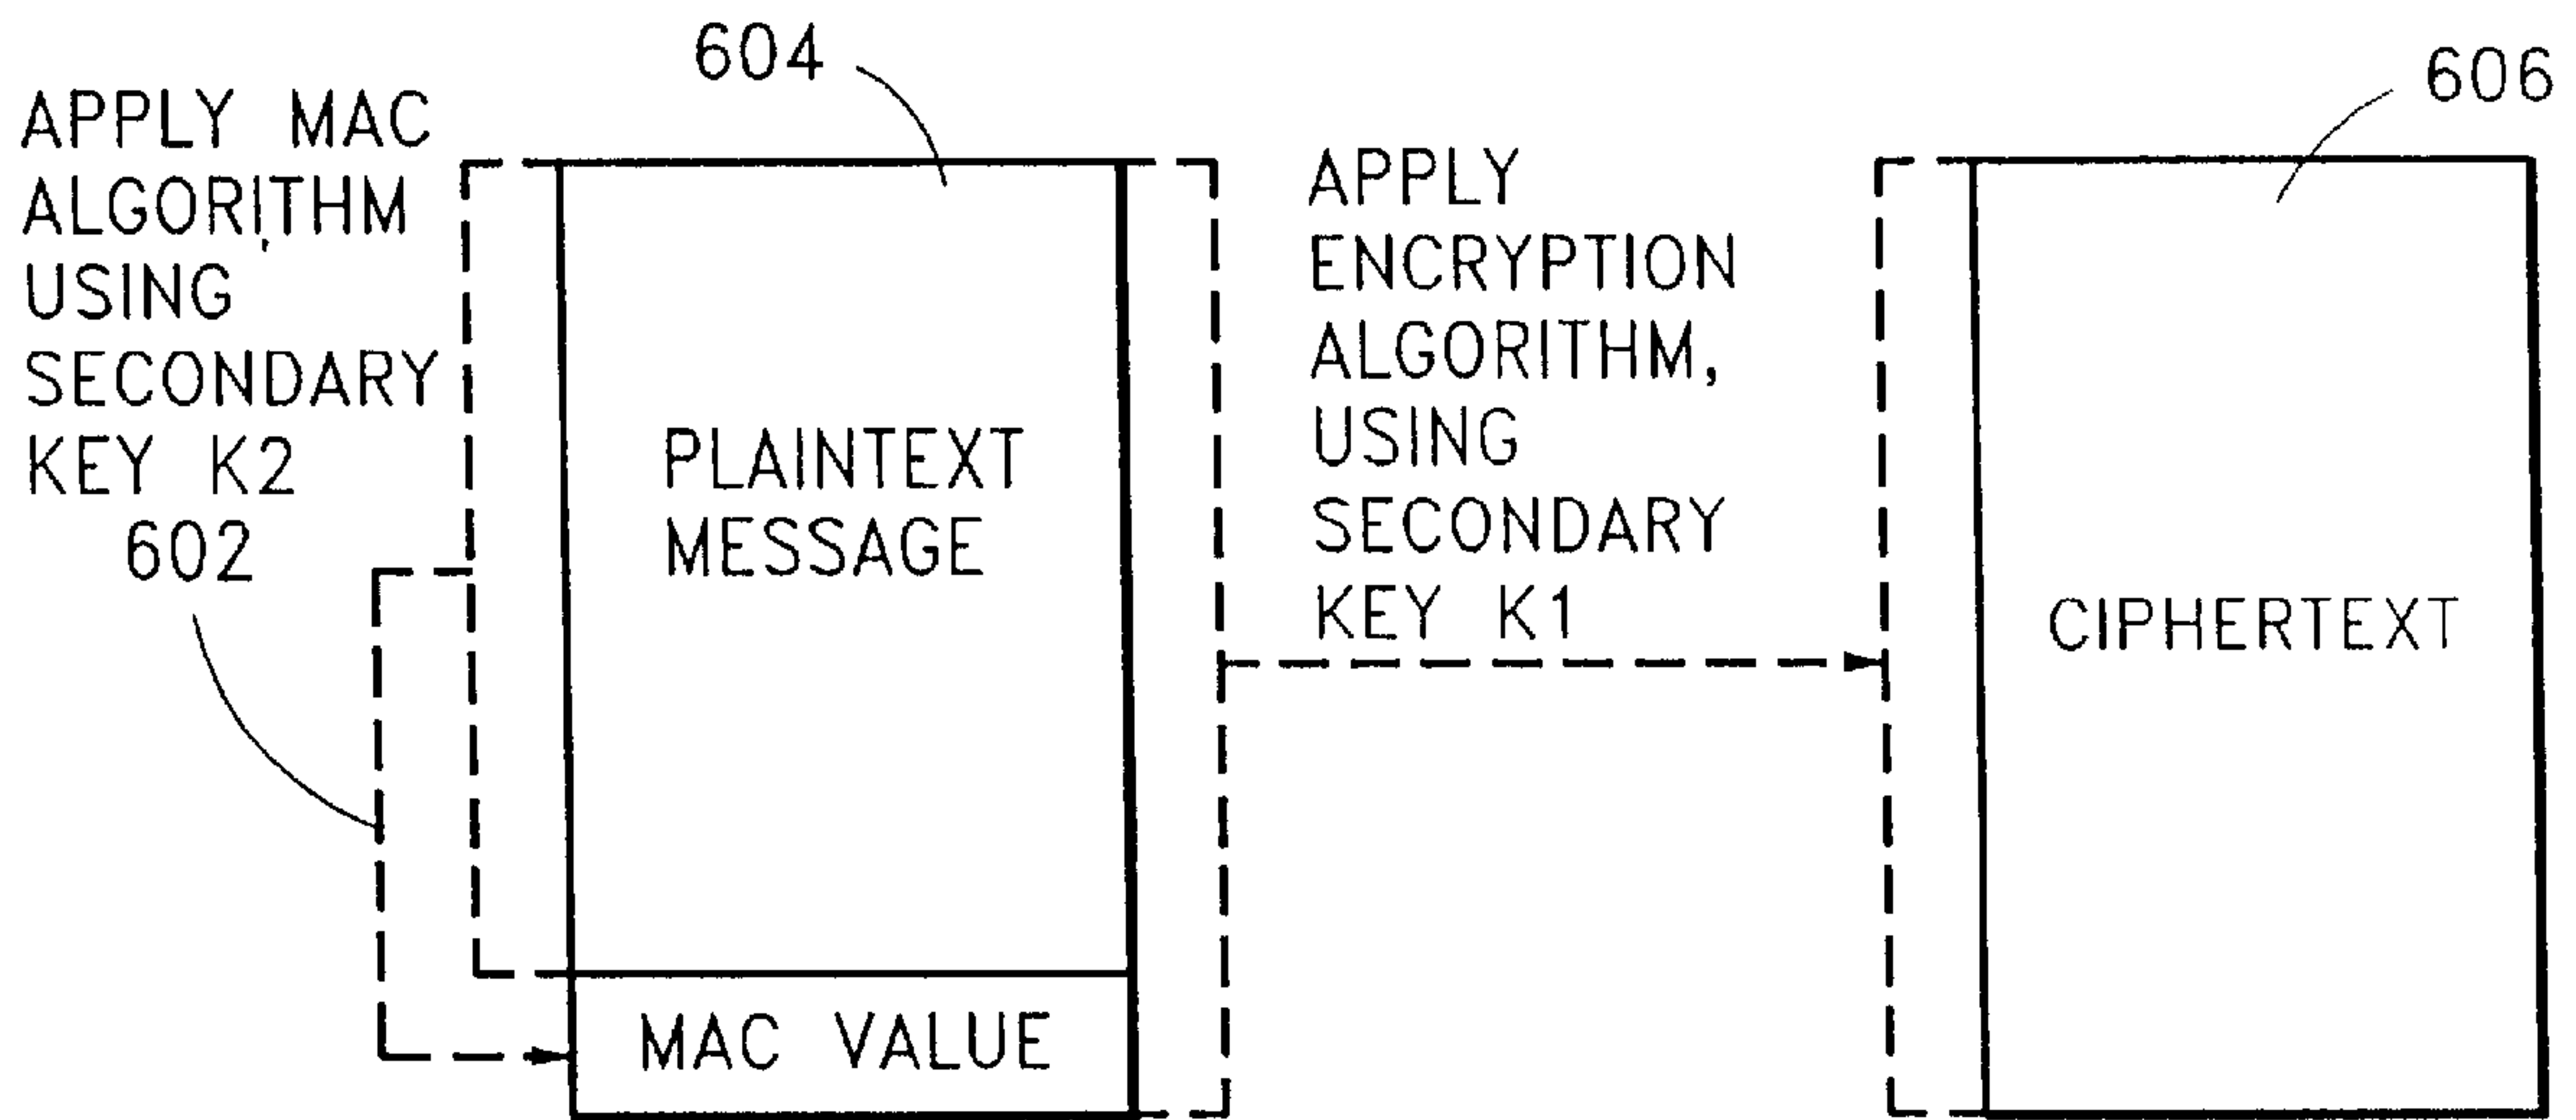 604
606
APPLY MAC
ALGORITHM
USING
SECONDARY
KEY K2
602
PLAINTEXT
MESSAGE
MAC VALUE
APPLY
ENCRYPTION
ALGORITHM,
USING
SECONDARY
KEY K1
CIPHERTEXT